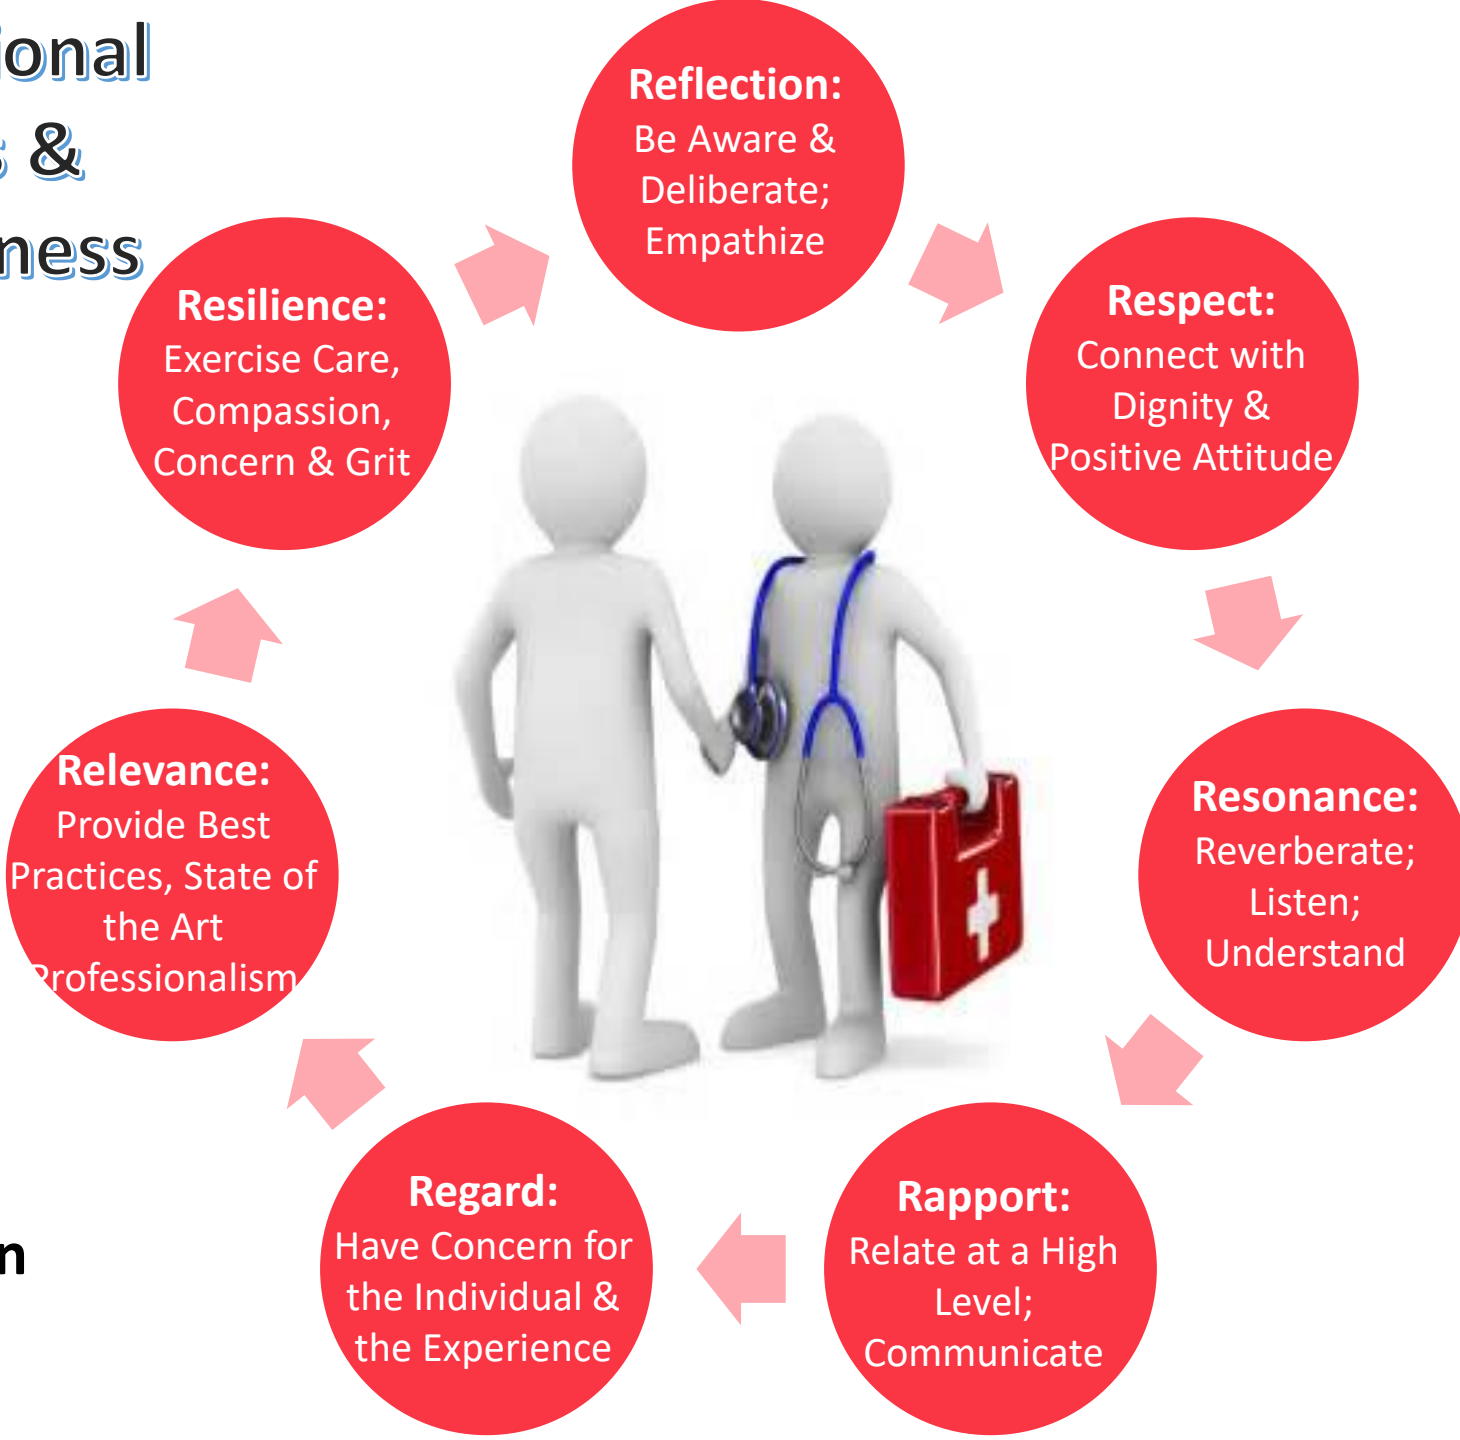 ional
s &
ness
Reflection:
Be Aware &
Deliberate;
Empathize
Respect:
Connect with
Dignity &
Positive Attitude
Resonance:
Reverberate;
Listen;
Understand
Rapport:
Relate at a High
Level;
Communicate
Regard:
Have Concern for
the Individual &
the Experience
Relevance:
Provide Best
Practices, State of
the Art
Professionalism
Resilience:
Exercise Care,
Compassion,
Concern & Grit
n